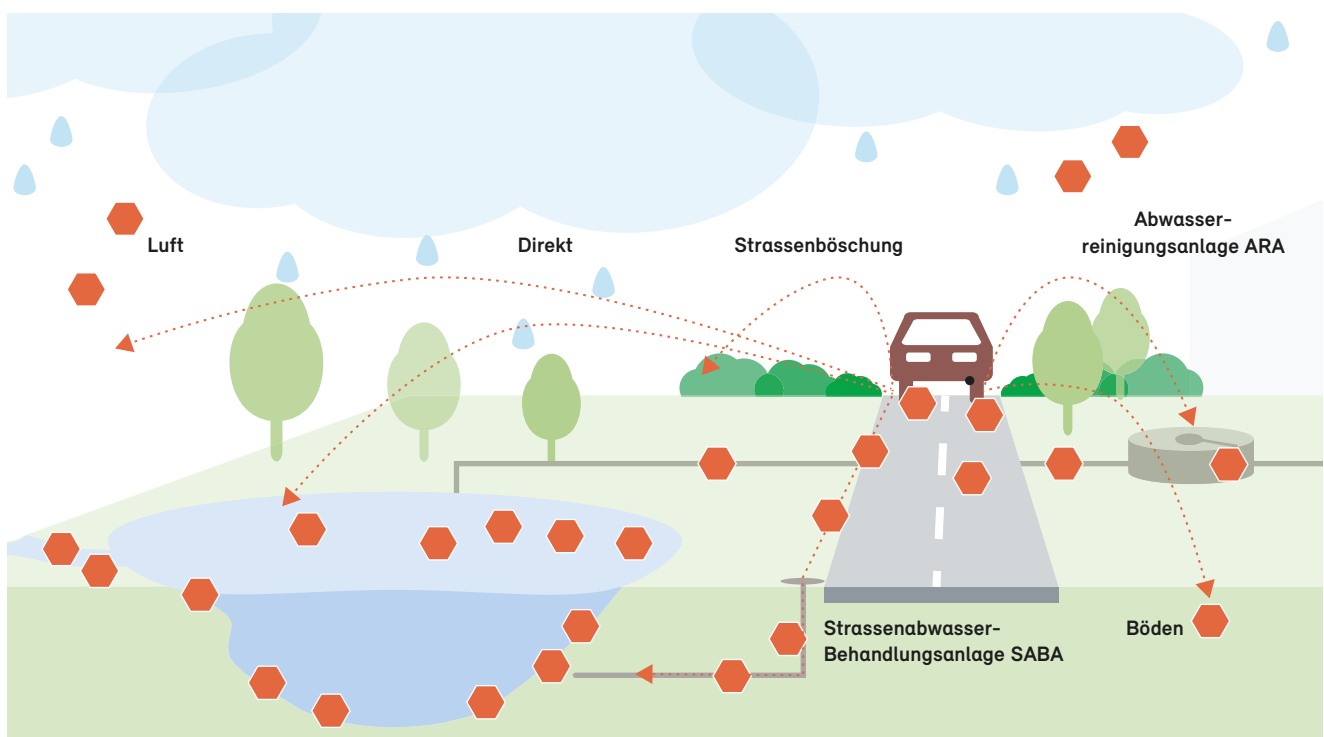 Luft
Direkt
Strassenböschung
Abwasser-
reinigungsanlage ARA
Strassenabwasser-
Behandlungsanlage SABA
Böden